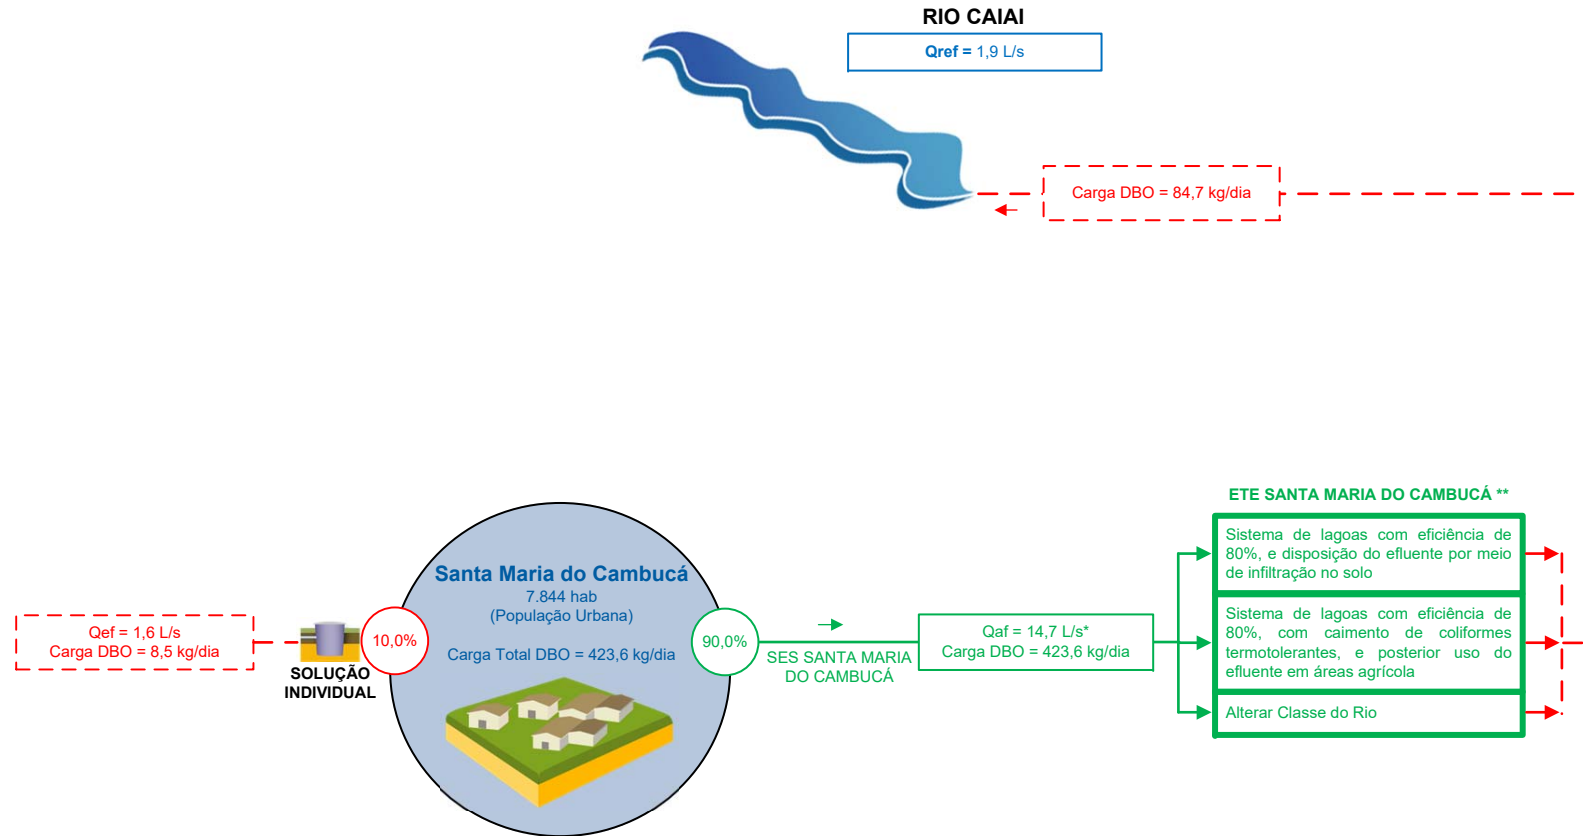 RIO CAIAI
Qref = 1,9 L/s
Carga DBO = 84,7 kg/dia
ETE SANTA MARIA DO CAMBUCÁ **
Sistema de lagoas com eficiência de
80%, e disposição do efluente por meio
de infiltração no solo
Sistema de lagoas com eficiência de
80%, com caimento de coliformes
termotolerantes, e posterior uso do
efluente em áreas agrícola
Alterar Classe do Rio
Santa Maria do Cambucá
7.844 hab
(População Urbana)
Carga Total DBO = 423,6 kg/dia
Qef = 1,6 L/s
Carga DBO = 8,5 kg/dia
SOLUÇÃO
INDIVIDUAL
10,0%
90,0%
SES SANTA MARIA
DO CAMBUCÁ
Qaf = 14,7 L/s*
Carga DBO = 423,6 kg/dia